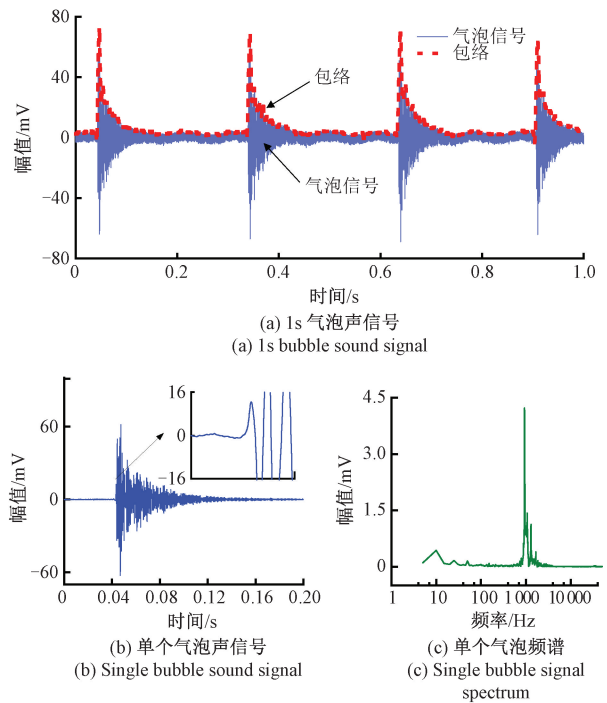 80
40
0
−40
−80
幅值/mV
气泡信号
包络
包络
气泡信号
0 0.2 0.4 0.6 0.8 1.0
时间/s
(a) 1s 气泡声信号
(a) 1s bubble sound signal
60
0
−60
幅值/mV
16
0
−16
0 0.04 0.08 0.12 0.16 0.20
时间/s
(b) 单个气泡声信号
(b) Single bubble sound signal
4.5
3.0
1.5
0
幅值/mV
1 10 100 1 000 10 000
频率/Hz
(c) 单个气泡频谱
(c) Single bubble signal
spectrum